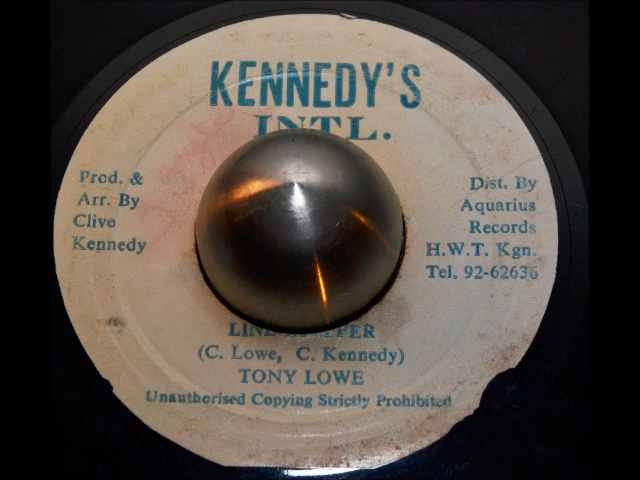 KENNEDY'S
INTL.
Prod. &
Arr. By
Clive
Kennedy
Dist. By
Aquarius
Records
H.W.T. Kgn.
Tel. 92-62636
(C. Lowe, C. Kennedy)
TONY LOWE
Unauthorised Copying Strictly Prohibited